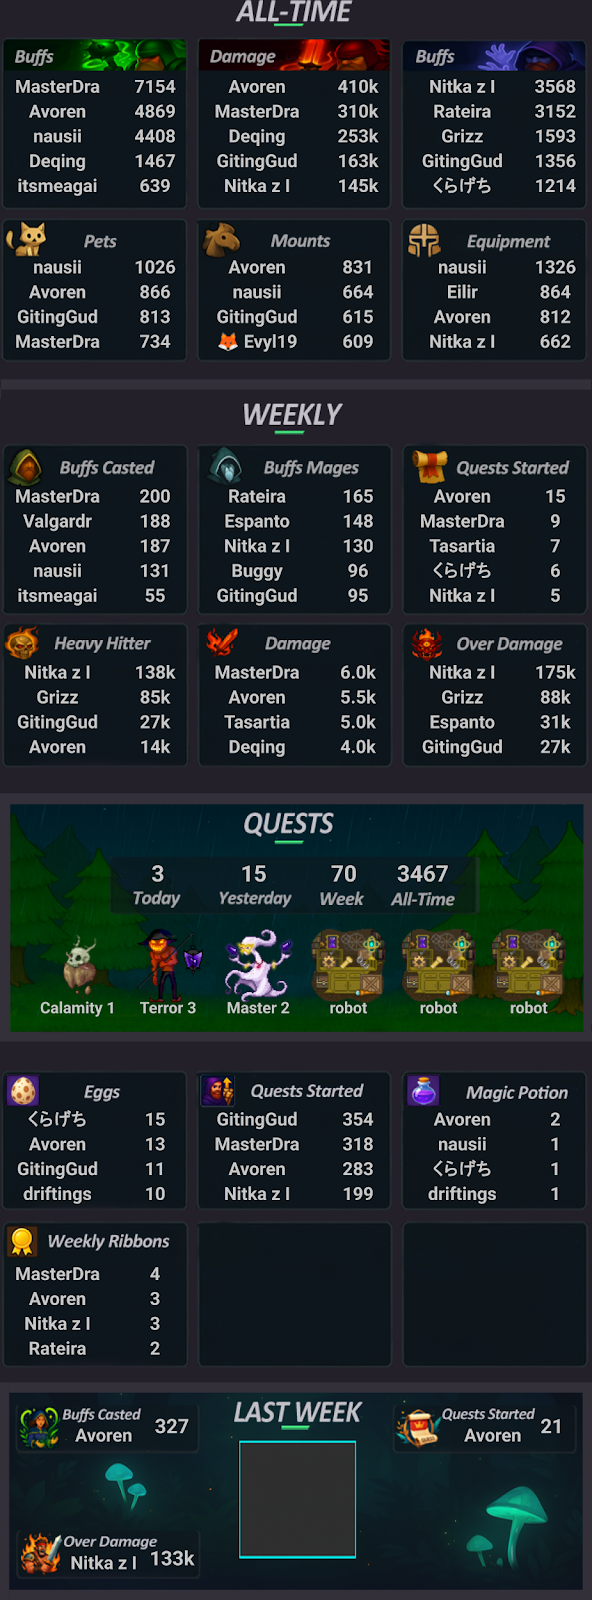 ALL-TIME
Buffs
MasterDra 7154
Avoren 4869
nausii 4408
Deqing 1467
itsmeagai 639
Damage
Avoren 410k
MasterDra 310k
Deqing 253k
GitingGud 163k
Nitka z l 145k
Buffs
Nitka z l 3568
Rateira 3152
Grizz 1593
GitingGud 1356
くらげち 1214
Pets
nausii 1026
Avoren 866
GitingGud 813
MasterDra 734
Mounts
Avoren 831
nausii 664
GitingGud 615
🦊 Evyl19 609
Equipment
nausii 1326
Eilir 864
Avoren 812
Nitka z l 662
WEEKLY
Buffs Casted
MasterDra 200
Valgardr 188
Avoren 187
nausii 131
itsmeagai 55
Buffs Mages
Rateira 165
Espanto 148
Nitka z l 130
Buggy 96
GitingGud 95
Quests Started
Avoren 15
MasterDra 9
Tasartia 7
くらげち 6
Nitka z l 5
Heavy Hitter
Nitka z l 138k
Grizz 85k
GitingGud 27k
Avoren 14k
Damage
MasterDra 6.0k
Avoren 5.5k
Tasartia 5.0k
Deqing 4.0k
Over Damage
Nitka z l 175k
Grizz 88k
Espanto 31k
GitingGud 27k
QUESTS
3 15 70 3467
Today Yesterday Week All-Time
Calamity 1 Terror 3 Master 2 robot robot robot
Eggs
くらげち 15
Avoren 13
GitingGud 11
driftings 10
Quests Started
GitingGud 354
MasterDra 318
Avoren 283
Nitka z l 199
Magic Potion
Avoren 2
nausii 1
くらげち 1
driftings 1
Weekly Ribbons
MasterDra 4
Avoren 3
Nitka z l 3
Rateira 2
LAST WEEK
Buffs Casted
Avoren 327
Quests Started
Avoren 21
Over Damage
Nitka z l 133k